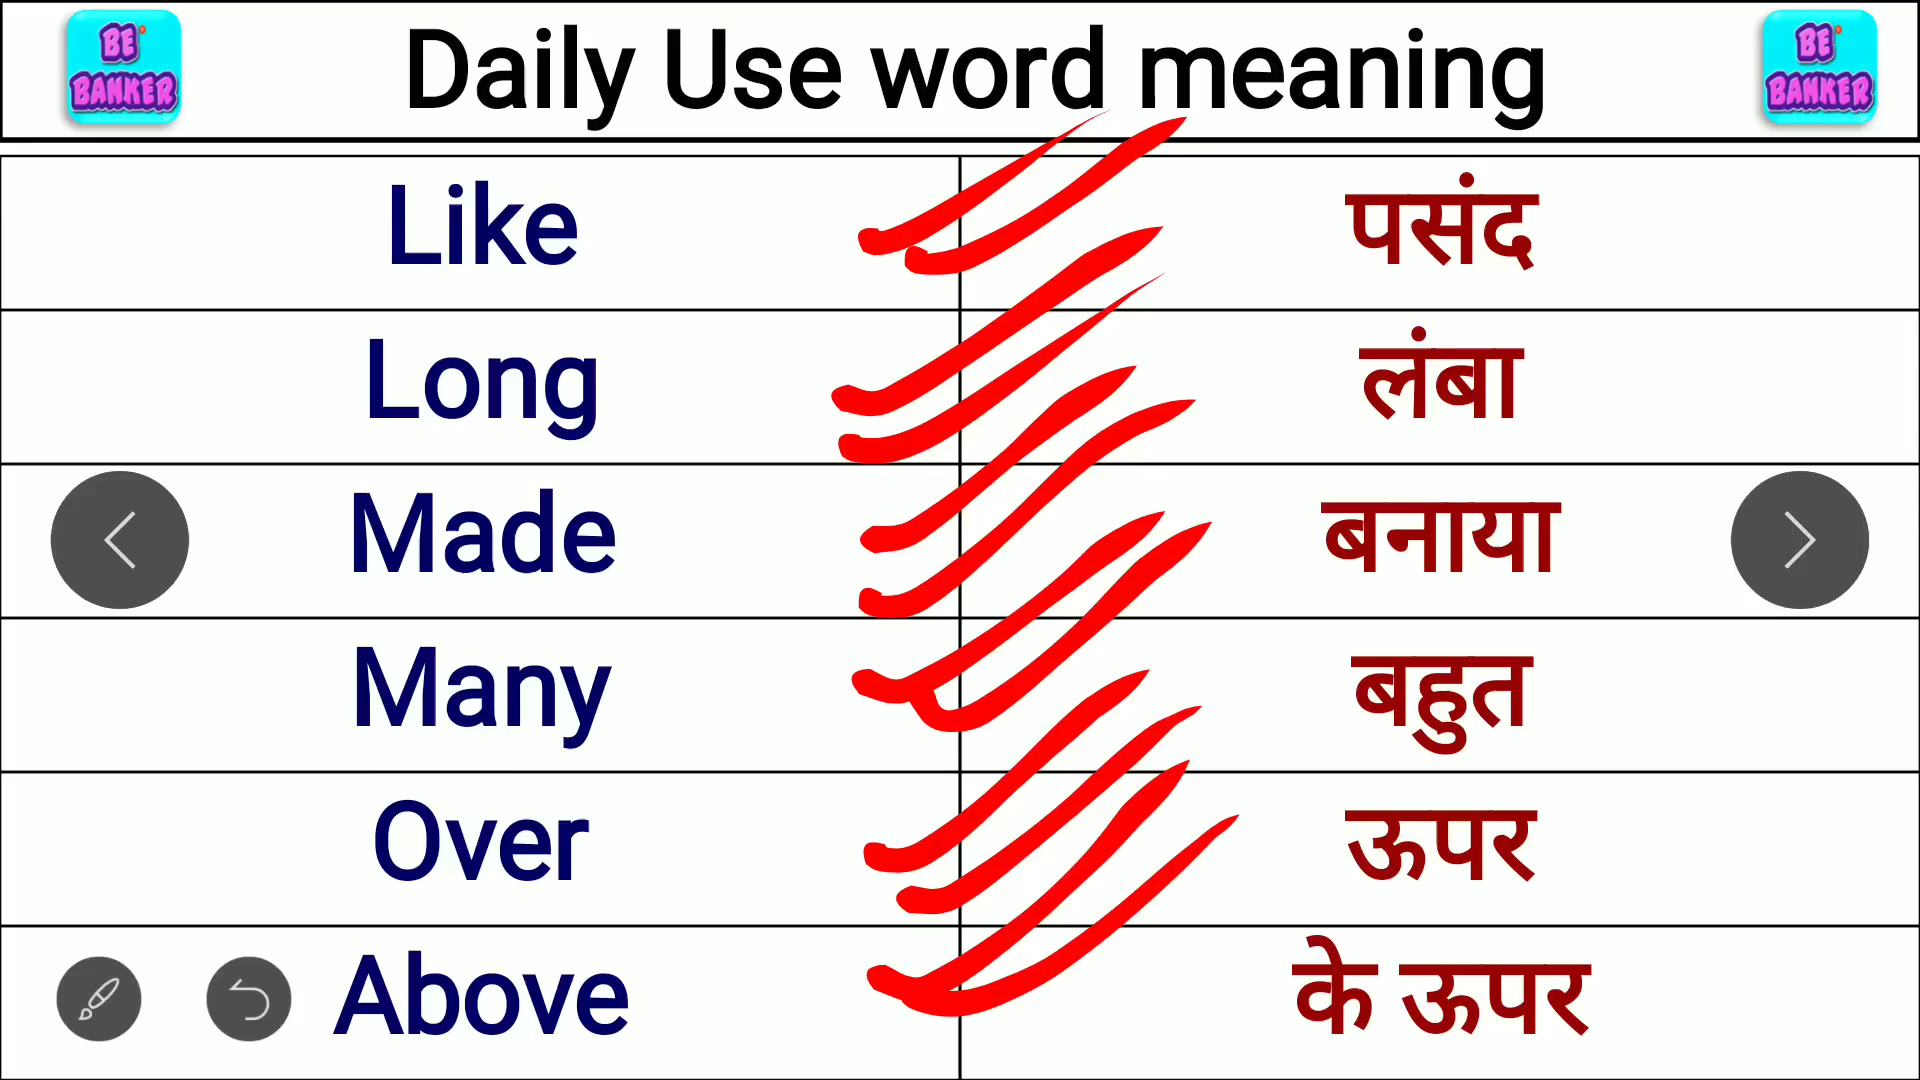 BE
BANKER
Daily Use word meaning
BE
BANKER
Like पसंद
Long लंबा
Made बनाया
Many बहुत
Over ऊपर
Above के ऊपर